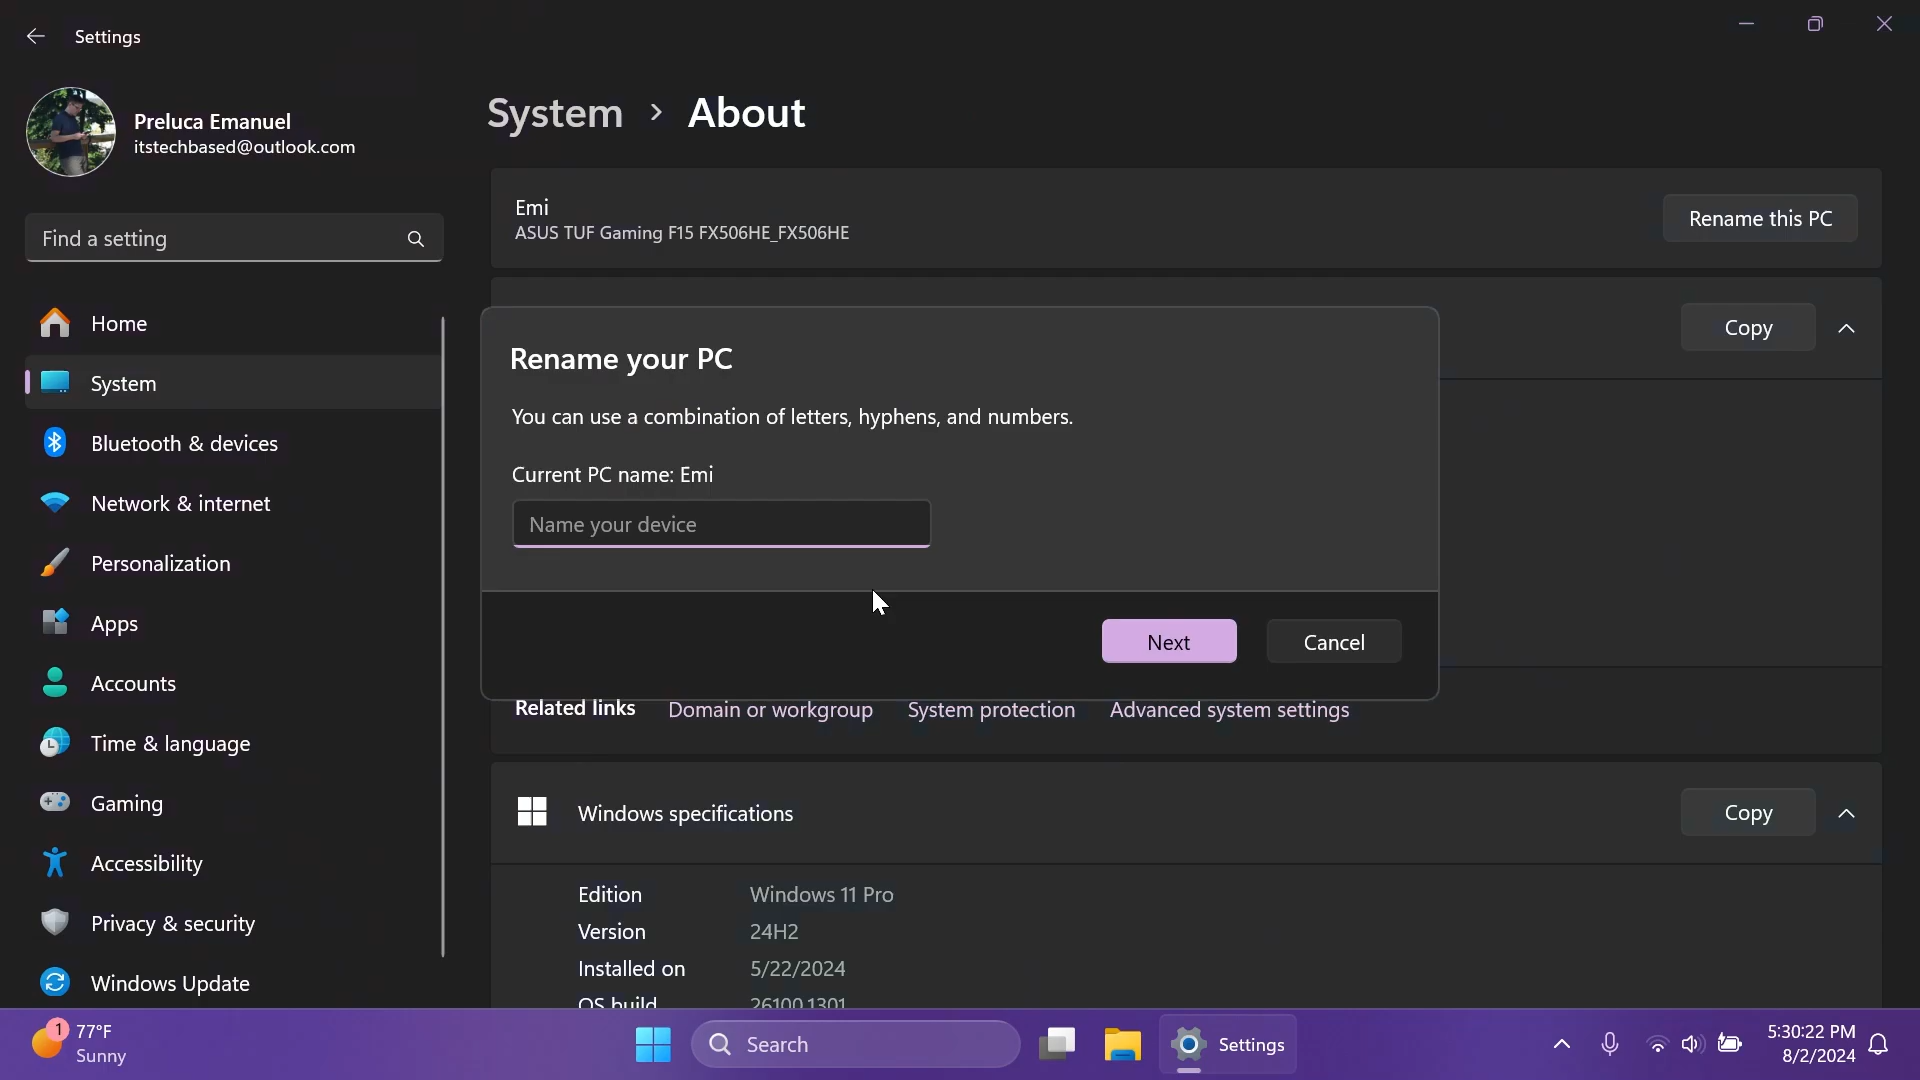 Settings
Preluca Emanuel
itstechbased@outlook.com
Find a setting
Home
System
Bluetooth & devices
Network & internet
Personalization
Apps
Accounts
Time & language
Gaming
Accessibility
Privacy & security
Windows Update
System > About
Emi
ASUS TUF Gaming F15 FX506HE_FX506HE
Rename this PC
Copy
Rename your PC
You can use a combination of letters, hyphens, and numbers.
Current PC name: Emi
Name your device
Next Cancel
Related links Domain or workgroup System protection Advanced system settings
Windows specifications
Copy
Edition Windows 11 Pro
Version 24H2
Installed on 5/22/2024
OS build 26100.1301
1
77°F
Sunny
Search
Settings
5:30:22 PM
8/2/2024